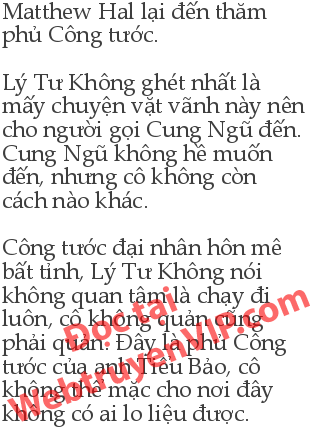 Matthew Hal lại đến thăm
phủ Công tước.
Lý Tư Không ghét nhất là
mấy chuyện vặt vãnh này nên
cho người gọi Cung Ngũ đến.
Cung Ngũ không hề muốn
đến, nhưng cô không còn
cách nào khác.
Công tước đại nhân hôn mê
bất tỉnh, Lý Tư Không nói
không quan tâm là chạy đi
luôn, cô không quản cũng
phải quản. Đây là phủ Công
tước của anh Tiểu Bảo, cô
không thể mặc cho nơi đây
không có ai lo liệu được.
Doc tai
Webtruyenvip.com